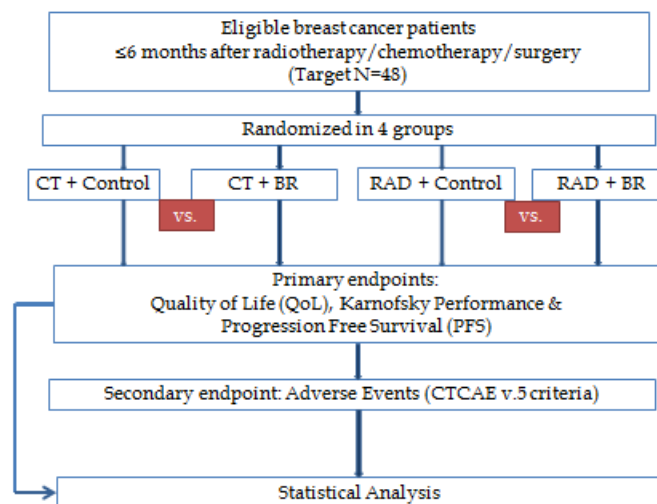 Eligible breast cancer patients
≤6 months after radiotherapy/chemotherapy/surgery
(Target N=48)
Randomized in 4 groups
CT + Control
CT + BR
RAD + Control
RAD + BR
vs.
vs.
Primary endpoints:
Quality of Life (QoL), Karnofsky Performance &
Progression Free Survival (PFS)
Secondary endpoint: Adverse Events (CTCAE v.5 criteria)
Statistical Analysis